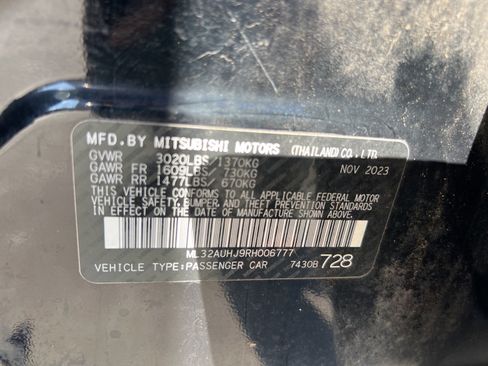 MFD.BY MITSUBISHI MOTORS (THAILAND) CO., LTD.
GVWR 3020LBS/1370KG NOV 2023
GAWR FR 1609LBS/ 730KG
GAWR RR 1477LBS/ 670KG
THIS VEHICLE CONFORMS TO ALL APPLICABLE FEDERAL MOTOR
VEHICLE SAFETY, BUMPER, AND THEFT PREVENTION STANDARDS
IN EFFECT ON THE DATE OF MANUFACTURE SHOWN ABOVE.
ML32AUHJ9RH006777
VEHICLE TYPE:PASSENGER CAR 7430B 728